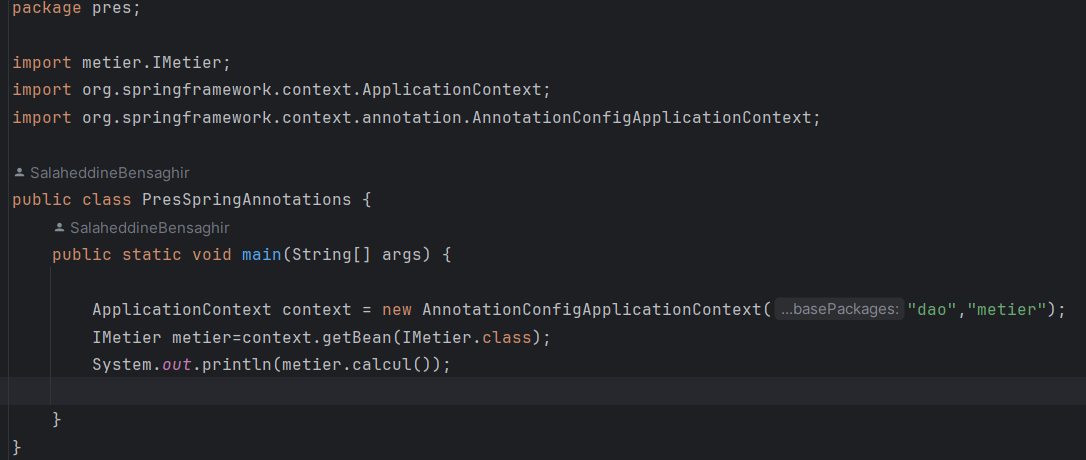 package pres;
import metier.IMetier;
import org.springframework.context.ApplicationContext;
import org.springframework.context.annotation.AnnotationConfigApplicationContext;
SalaheddineBensaghir
public class PresSpringAnnotations {
SalaheddineBensaghir
public static void main(String[] args) {
ApplicationContext context = new AnnotationConfigApplicationContext( ...basePackages: "dao","metier");
IMetier metier=context.getBean(IMetier.class);
System.out.println(metier.calcul());
}
}